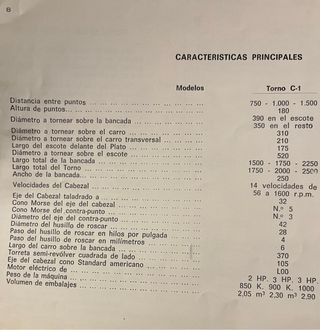 8
CARACTERISTICAS PRINCIPALES
Modelos Torno C-1
Distancia entre puntos 750 - 1.000 - 1.500
Altura de puntos 180
Diámetro a tornear sobre la bancada 390 en el escote
350 en el resto
Diámetro a tornear sobre el carro 310
Diámetro a tornear sobre el carro transversal 210
Largo del escote delante del Plato 175
Diámetro a tornear sobre el escote 520
Largo total de la bancada 1500 - 1750 - 2250
Largo total del Torno 1750 - 2000 - 2500
Ancho de la bancada 250
Velocidades del Cabezal 14 velocidades de
56 a 1600 r.p.m.
Eje del Cabezal taladrado a 32
Cono Morse del eje del cabezal N.º 5
Cono Morse del contra-punto N.º 3
Diámetro del eje del contra-punto 42
Diámetro del husillo de roscar 28
Paso del husillo de roscar en hilos por pulgada 4
Paso del husillo de roscar en milímetros 6
Largo del carro sobre la bancada 370
Torreta semi-revólver cuadrada de lado 105
Eje del cabezal cono Standard americano L00
Motor eléctrico de 2 HP. 3 HP. 3 HP.
Peso de la máquina 850 K. 900 K. 1000
Volumen de embalajes 2,05 m³ 2,30 m³ 2,90